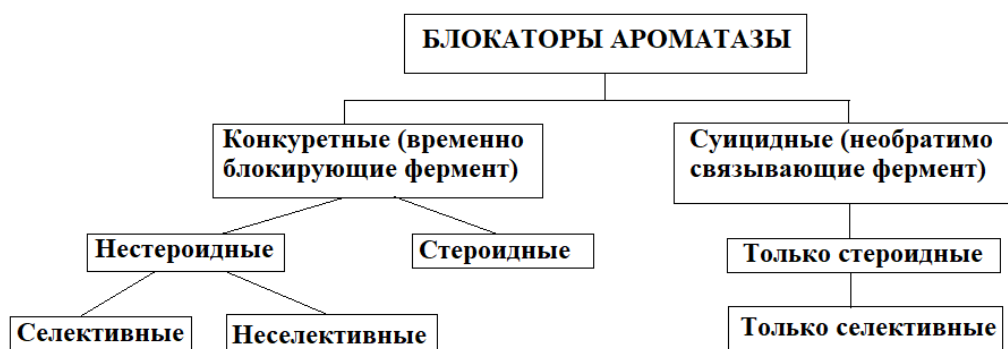 БЛОКАТОРЫ АРОМАТАЗЫ
Конкуретные (временно
блокирующие фермент)
Суицидные (необратимо
связывающие фермент)
Нестероидные
Стероидные
Только стероидные
Селективные
Неселективные
Только селективные